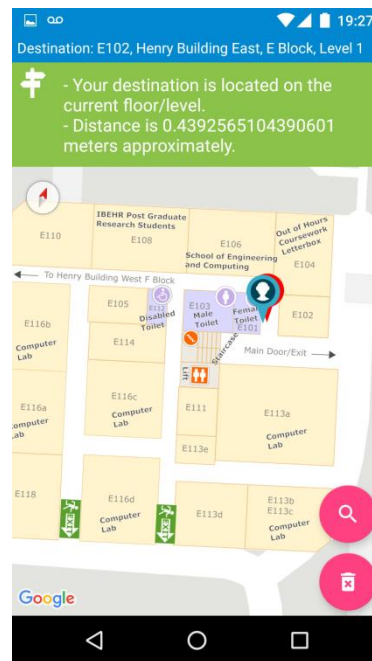 19:27
Destination: E102, Henry Building East, E Block, Level 1
- Your destination is located on the
current floor/level.
- Distance is 0.4392565104390601
meters approximately.
IBEHR Post Graduate
Research Students
E110
E108
E106
School of Engineering
and Computing
Out of Hours
Coursework
Letterbox
E104
To Henry Building West F Block
E105
E112
Disabled
Toilet
E103
Male
Toilet
Female
Toilet
E101
E102
E116b
Computer
Lab
E114
Staircase
Main Door/Exit
Lift
E116a
Computer
Lab
E116c
Computer
Lab
E111
E113a
Computer
Lab
E113e
E118
E116d
Computer
Lab
EXIT
EXIT
E113d
E113b
E113c
Computer
Lab
Google